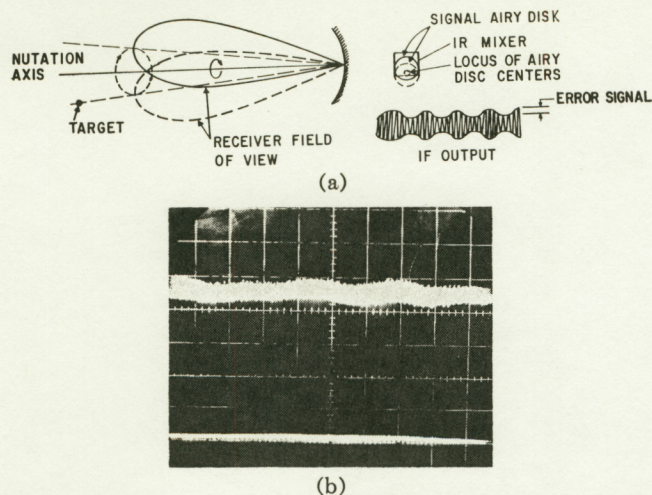 NUTATION
AXIS
TARGET
RECEIVER FIELD
OF VIEW
SIGNAL AIRY DISK
IR MIXER
LOCUS OF AIRY
DISC CENTERS
ERROR SIGNAL
IF OUTPUT
(a)
(b)